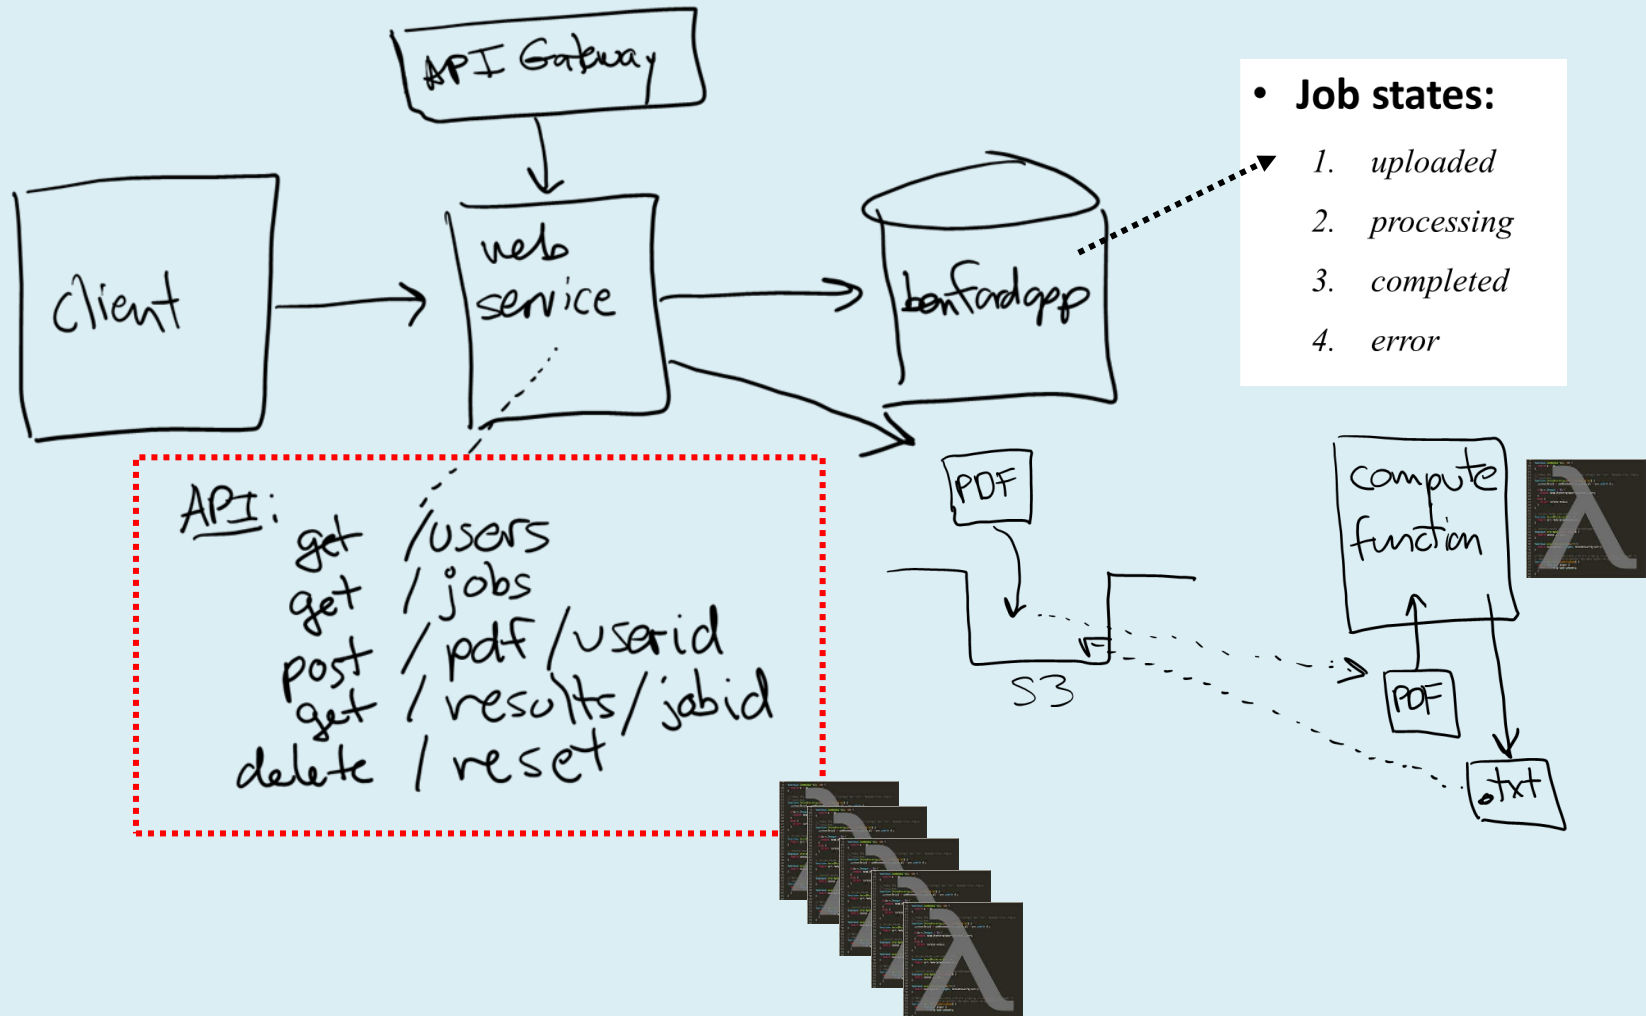 API Gateway
client
web
service
benfordapp
• Job states:
1. uploaded
2. processing
3. completed
4. error
API:
get /users
get /jobs
post /pdf/userid
get /results/jobid
delete /reset
PDF
S3
compute
function
PDF
.txt